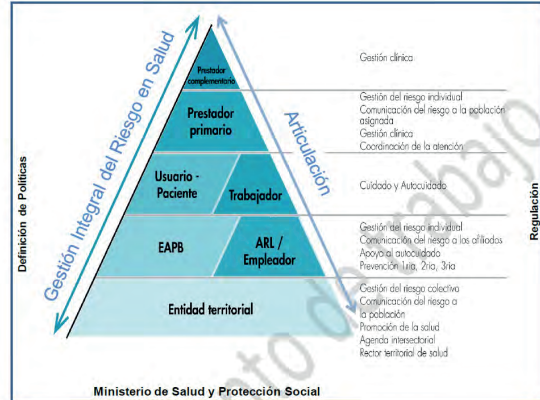 Definición de Políticas
Gestión Integral del Riesgo en Salud
Articulación
Regulación
Prestador
complementario
Gestión clínica
Prestador
primario
Gestión del riesgo individual
Comunicación del riesgo a la población
asignada
Gestión clínica
Coordinación de la atención
Usuario -
Paciente
Trabajador
Cuidado y Autocuidado
EAPB
ARL /
Empleador
Gestión del riesgo individual
Comunicación del riesgo a los afiliados
Apoyo al autocuidado
Prevención 1ria, 2ria, 3ria
Entidad territorial
Gestión del riesgo colectiva
Comunicación del riesgo a
la población
Promoción de la salud
Agenda intersectorial
Rector territorial de salud
Ministerio de Salud y Protección Social
nto de trabajo